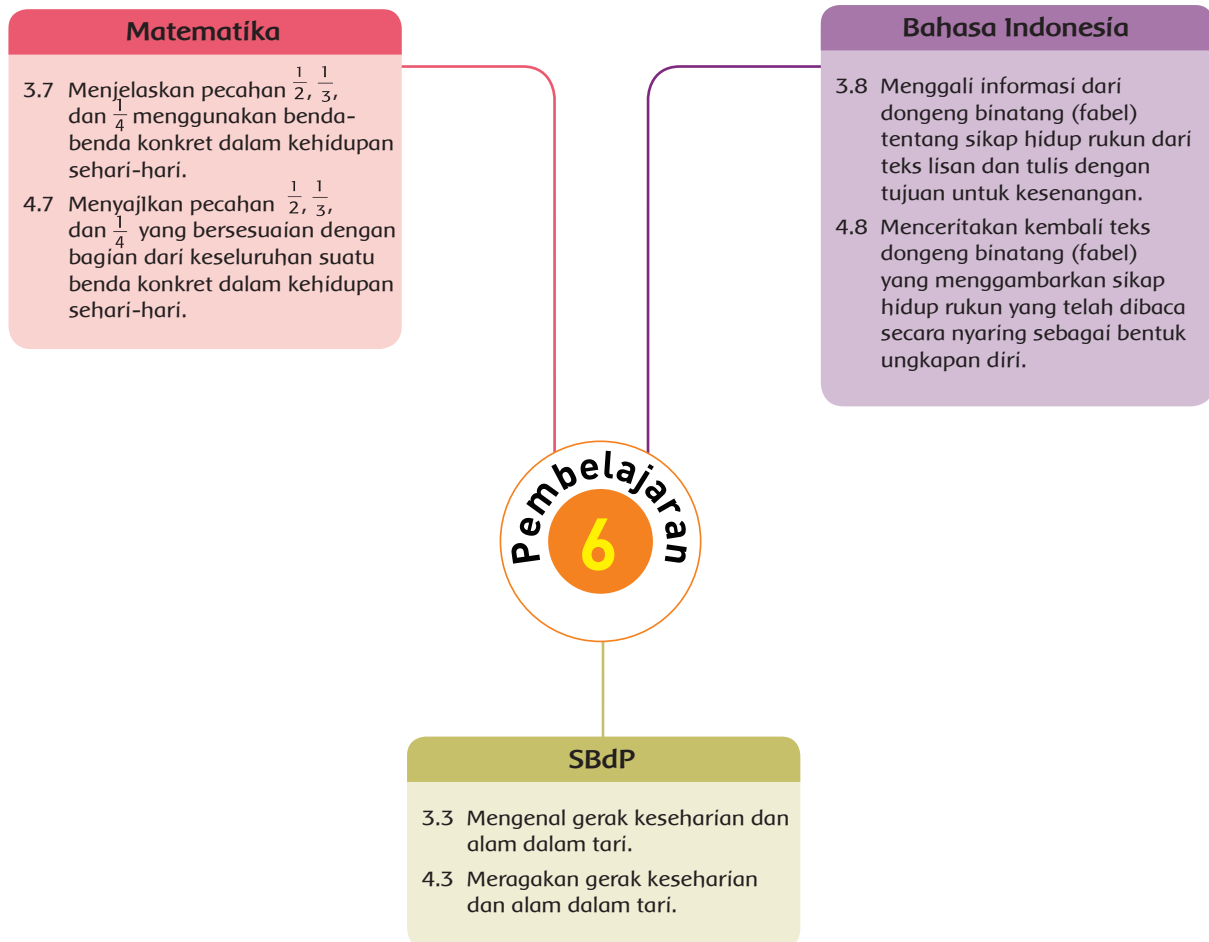 Matematika
3.7 Menjelaskan pecahan 1/2, 1/3,
dan 1/4 menggunakan benda-
benda konkret dalam kehidupan
sehari-hari.
4.7 MenyajIkan pecahan 1/2, 1/3,
dan 1/4 yang bersesuaian dengan
bagian dari keseluruhan suatu
benda konkret dalam kehidupan
sehari-hari.
Bahasa Indonesia
3.8 Menggali informasi dari
dongeng binatang (fabel)
tentang sikap hidup rukun dari
teks lisan dan tulis dengan
tujuan untuk kesenangan.
4.8 Menceritakan kembali teks
dongeng binatang (fabel)
yang menggambarkan sikap
hidup rukun yang telah dibaca
secara nyaring sebagai bentuk
ungkapan diri.
Pembelajaran
6
SBdP
3.3 Mengenal gerak keseharian dan
alam dalam tari.
4.3 Meragakan gerak keseharian
dan alam dalam tari.